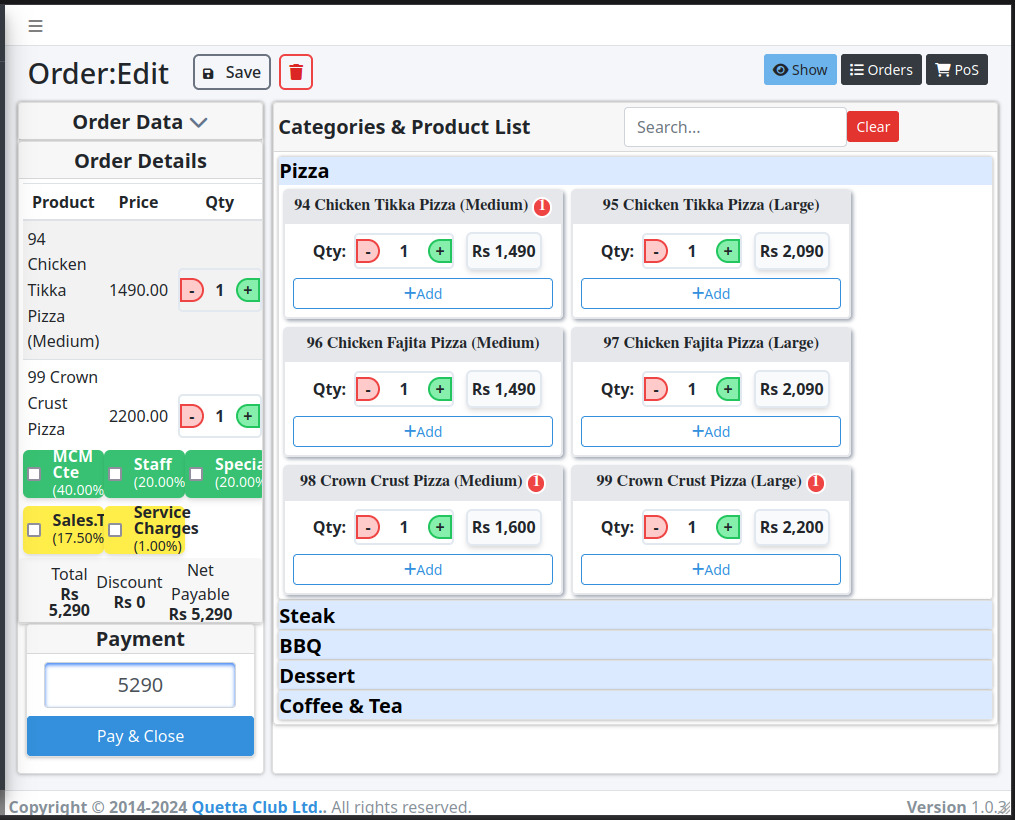 Order:Edit
Save
Show
Orders
PoS
Order Data
Order Details
Product Price Qty
94
Chicken
Tikka
Pizza
(Medium)
1490.00
- 1 +
99 Crown
Crust
Pizza
2200.00
- 1 +
MCM
Cte
(40.00%
Staff
(20.00%
Specia
(20.00%
Sales.T
(17.50%
Service
Charges
(1.00%)
Total
Rs
5,290
Discount
Rs 0
Net
Payable
Rs 5,290
Payment
5290
Pay & Close
Categories & Product List
Search...
Clear
Pizza
94 Chicken Tikka Pizza (Medium) 1
Qty: - 1 + Rs 1,490
+Add
95 Chicken Tikka Pizza (Large)
Qty: - 1 + Rs 2,090
+Add
96 Chicken Fajita Pizza (Medium)
Qty: - 1 + Rs 1,490
+Add
97 Chicken Fajita Pizza (Large)
Qty: - 1 + Rs 2,090
+Add
98 Crown Crust Pizza (Medium) 1
Qty: - 1 + Rs 1,600
+Add
99 Crown Crust Pizza (Large) 1
Qty: - 1 + Rs 2,200
+Add
Steak
BBQ
Dessert
Coffee & Tea
Copyright © 2014-2024 Quetta Club Ltd.. All rights reserved.
Version 1.0.3